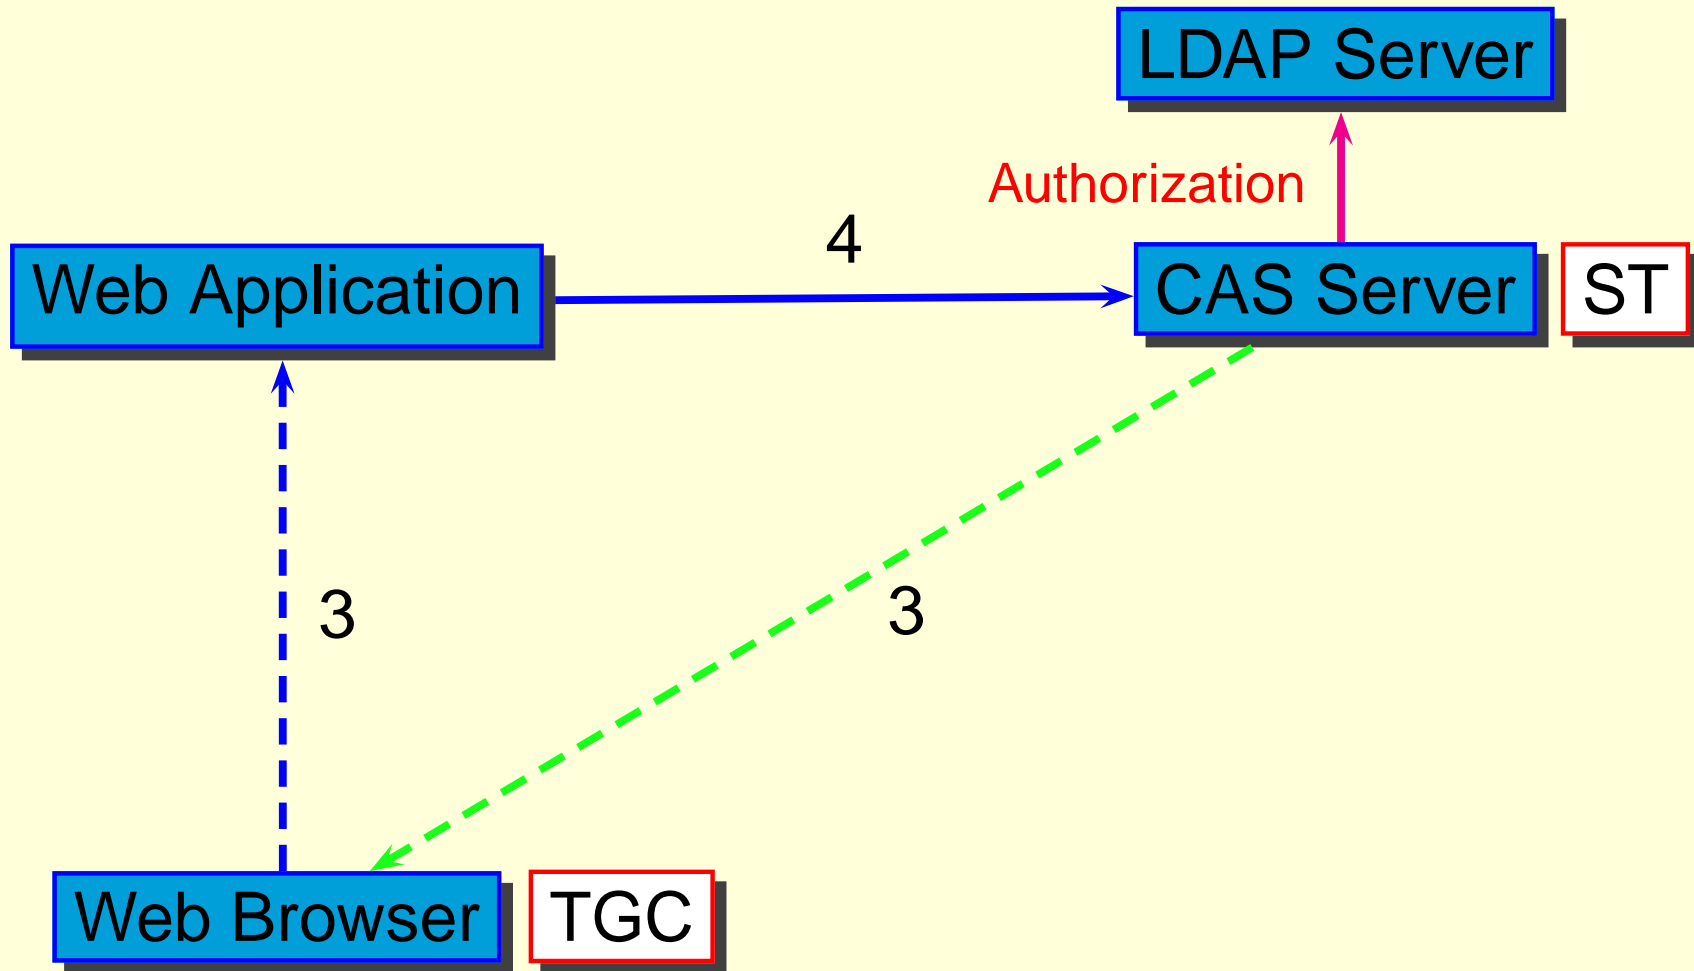 LDAP Server
Authorization
4
Web Application
CAS Server
ST
3
3
Web Browser
TGC